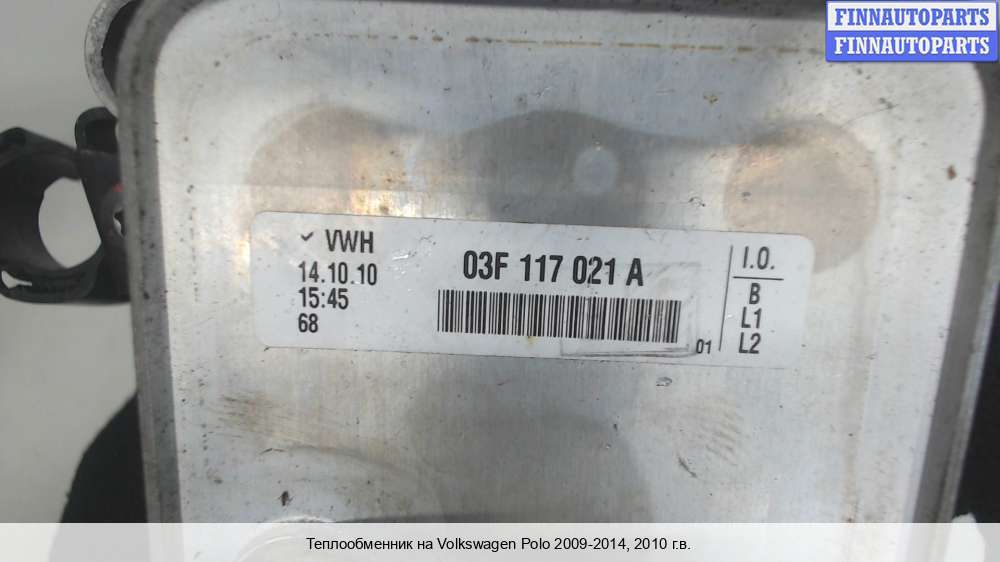 FINNAUTOPARTS
FINNAUTOPARTS
VWH
14.10.10
15:45
68
03F 117 021 A
01
I.O.
B
L1
L2
Теплообменник на Volkswagen Polo 2009-2014, 2010 г.в.